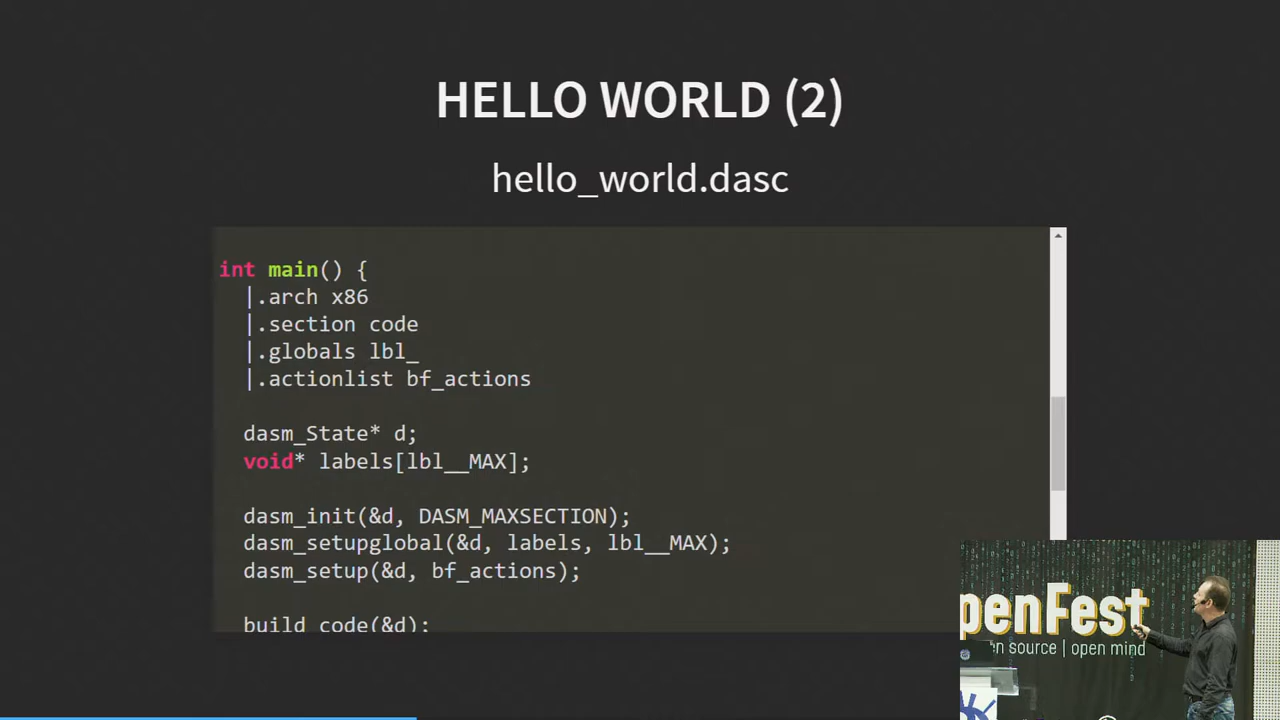 HELLO WORLD (2)
hello_world.dasc
int main() {
|.arch x86
|.section code
|.globals lbl_
|.actionlist bf_actions
dasm_State* d;
void* labels[lbl__MAX];
dasm_init(&d, DASM_MAXSECTION);
dasm_setupglobal(&d, labels, lbl__MAX);
dasm_setup(&d, bf_actions);
build_code(&d);
penFest
n source | open mind